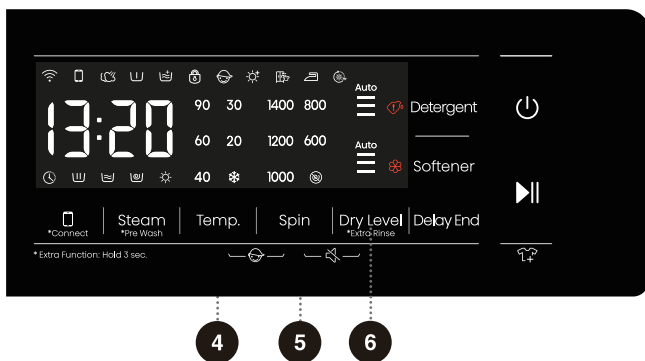 Auto
90 30 1400 800
13:20
Detergent
60 20 1200 600
Auto
Softener
40 1000
Steam Temp. Spin Dry Level Delay End
*Connect *Pre Wash *Extra Rinse
* Extra Function: Hold 3 sec.
4 5 6